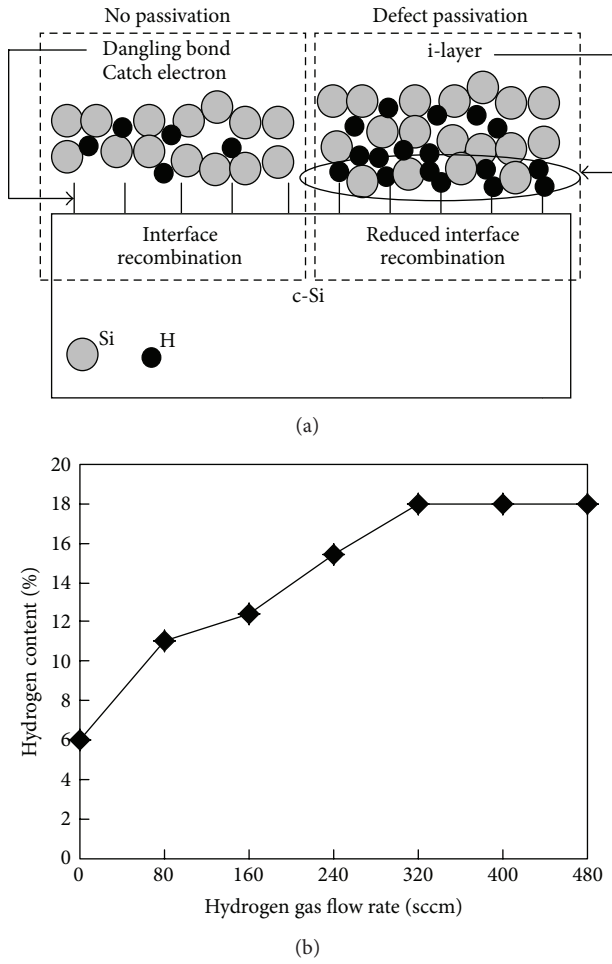 No passivation
Defect passivation
Dangling bond
Catch electron
i-layer
Interface
recombination
Reduced interface
recombination
c-Si
Si
H
(a)
20
18
16
14
12
10
8
6
4
2
0
0 80 160 240 320 400 480
Hydrogen content (%)
Hydrogen gas flow rate (sccm)
(b)